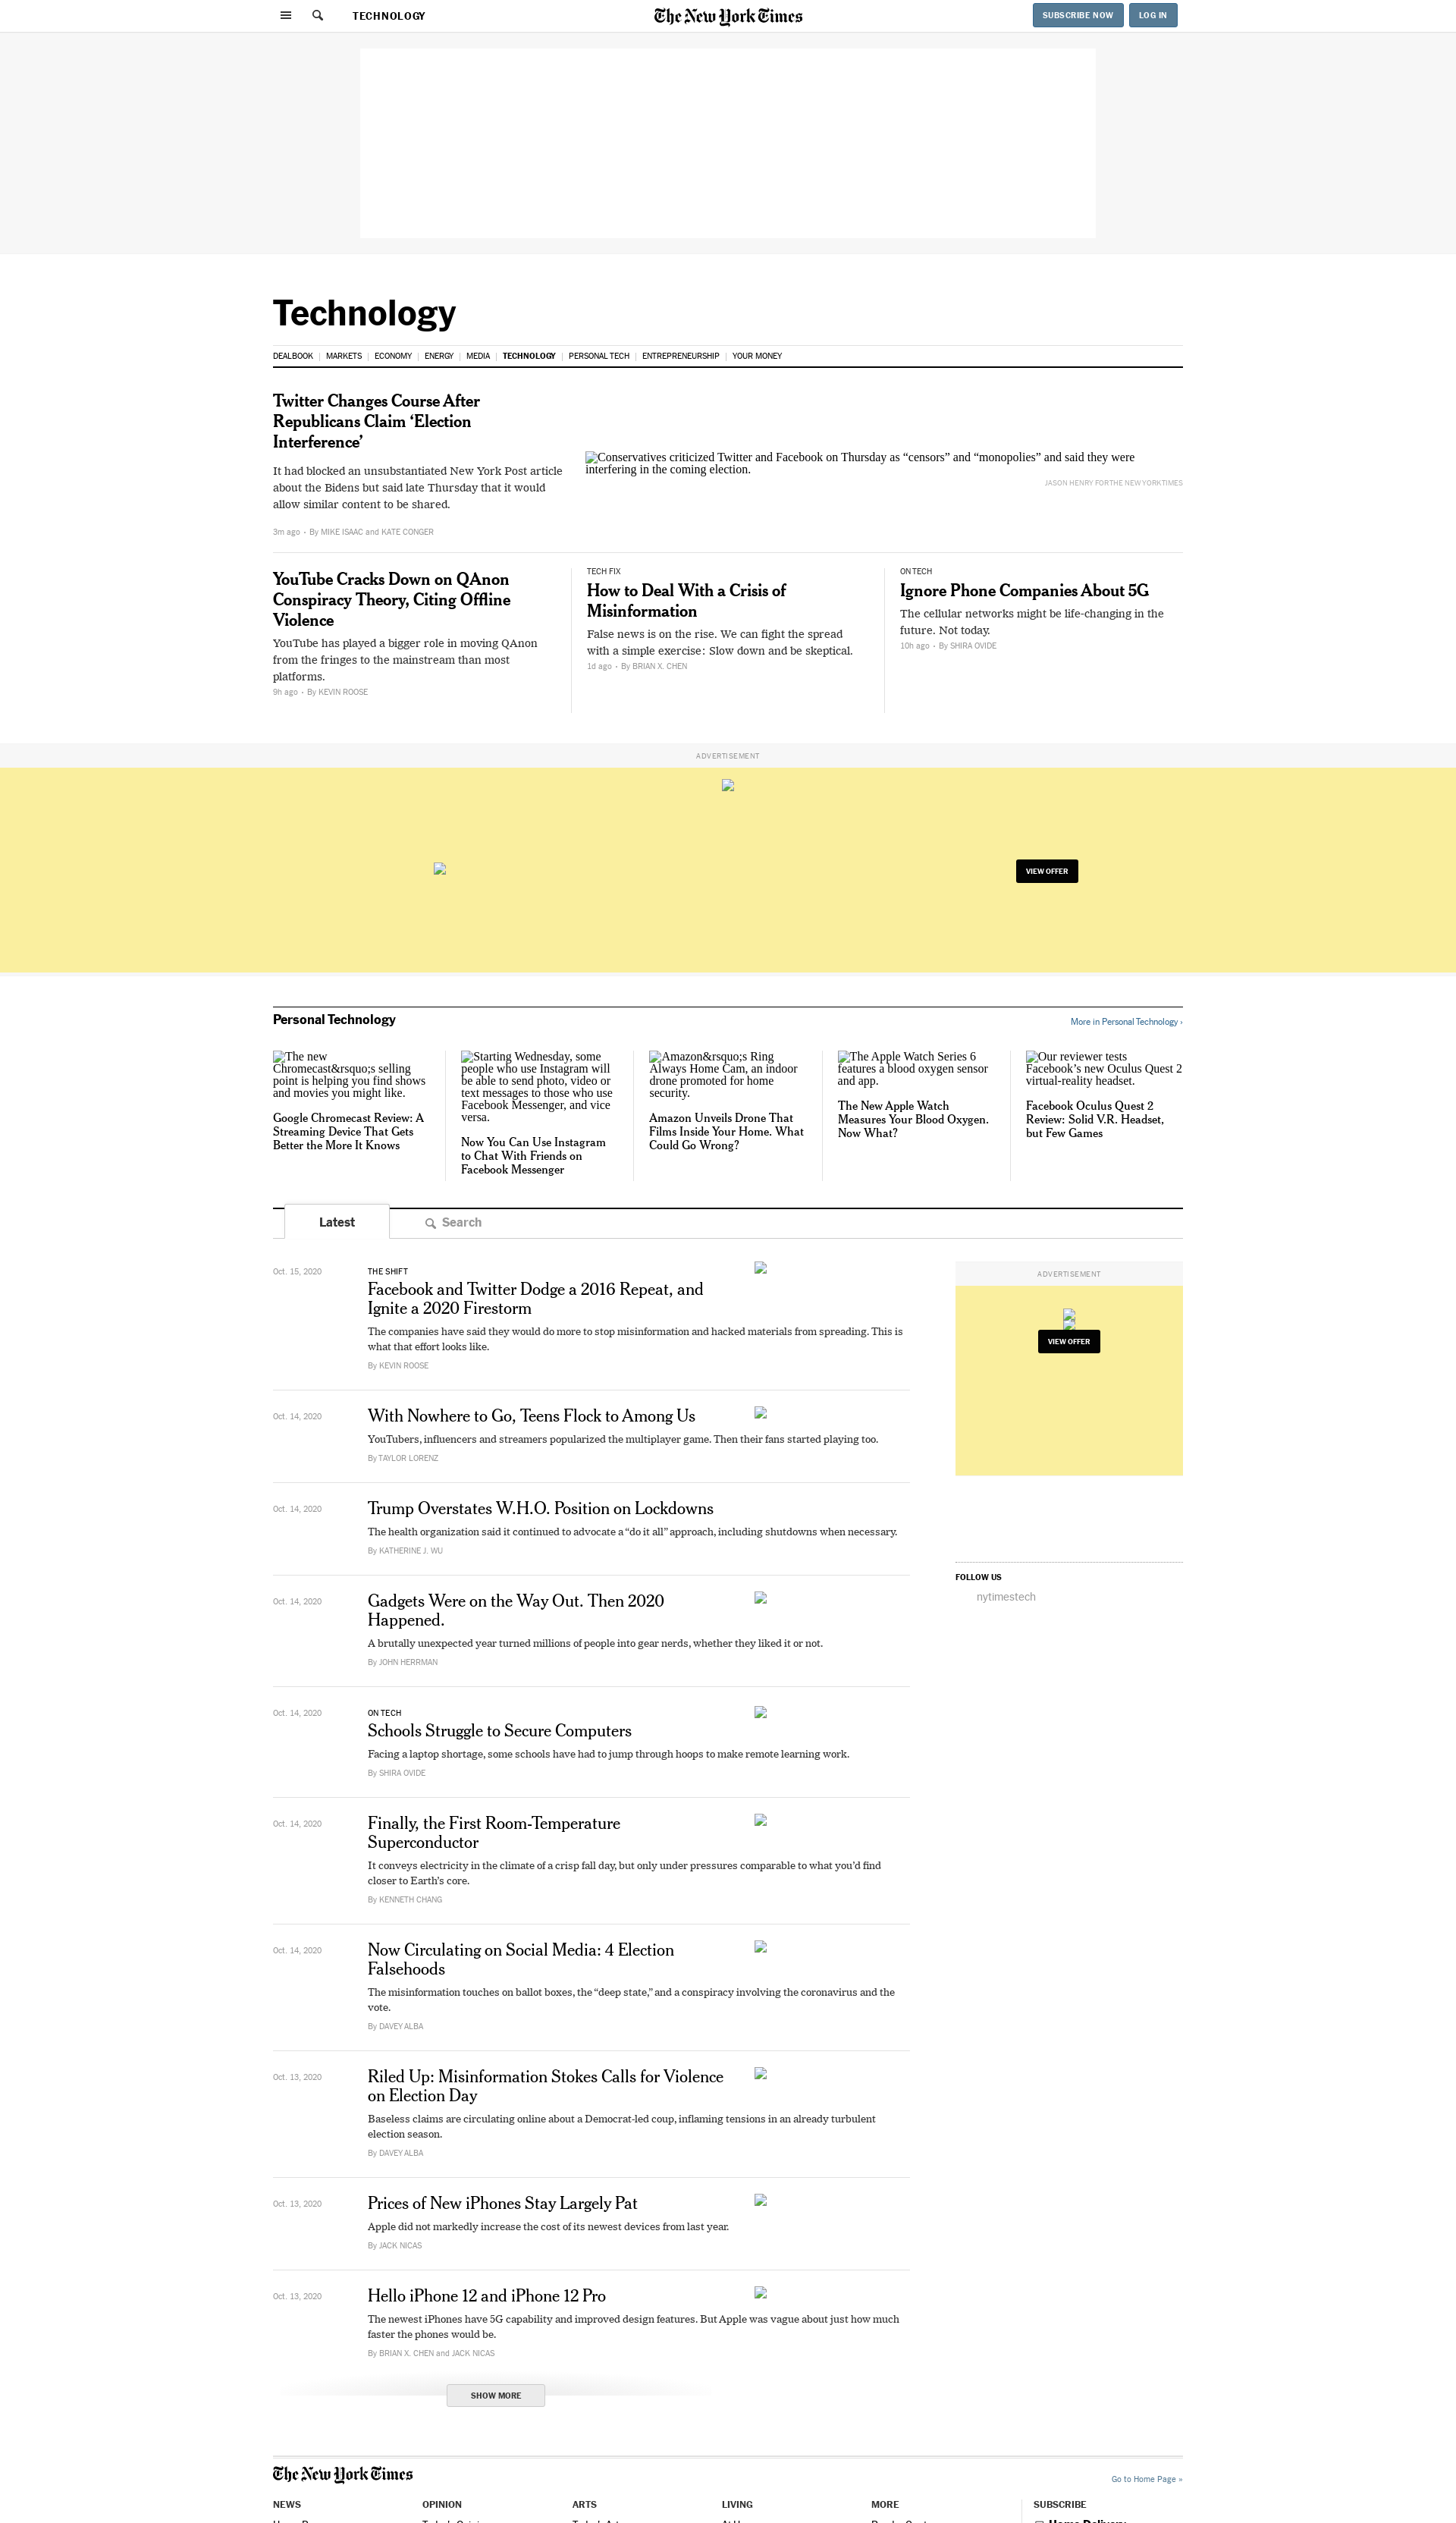 TECHNOLOGY
The New York Times
SUBSCRIBE NOW
LOG IN
Technology
DEALBOOK
MARKETS
ECONOMY
ENERGY
MEDIA
TECHNOLOGY
PERSONAL TECH
ENTREPRENEURSHIP
YOUR MONEY
Twitter Changes Course After
Republicans Claim ‘Election
Interference’
It had blocked an unsubstantiated New York Post article
about the Bidens but said late Thursday that it would
allow similar content to be shared.
3m ago • By MIKE ISAAC and KATE CONGER
Conservatives criticized Twitter and Facebook on Thursday as “censors” and “monopolies” and said they were
interfering in the coming election.
JASON HENRY FOR THE NEW YORK TIMES
YouTube Cracks Down on QAnon
Conspiracy Theory, Citing Offline
Violence
YouTube has played a bigger role in moving QAnon
from the fringes to the mainstream than most
platforms.
9h ago • By KEVIN ROOSE
TECH FIX
How to Deal With a Crisis of
Misinformation
False news is on the rise. We can fight the spread
with a simple exercise: Slow down and be skeptical.
1d ago • By BRIAN X. CHEN
ON TECH
Ignore Phone Companies About 5G
The cellular networks might be life-changing in the
future. Not today.
10h ago • By SHIRA OVIDE
ADVERTISEMENT
VIEW OFFER
Personal Technology
More in Personal Technology ›
The new
Chromecast&rsquo;s selling
point is helping you find shows
and movies you might like.
Google Chromecast Review: A
Streaming Device That Gets
Better the More It Knows
Starting Wednesday, some
people who use Instagram will
be able to send photo, video or
text messages to those who use
Facebook Messenger, and vice
versa.
Now You Can Use Instagram
to Chat With Friends on
Facebook Messenger
Amazon&rsquo;s Ring
Always Home Cam, an indoor
drone promoted for home
security.
Amazon Unveils Drone That
Films Inside Your Home. What
Could Go Wrong?
The Apple Watch Series 6
features a blood oxygen sensor
and app.
The New Apple Watch
Measures Your Blood Oxygen.
Now What?
Our reviewer tests
Facebook’s new Oculus Quest 2
virtual-reality headset.
Facebook Oculus Quest 2
Review: Solid V.R. Headset,
but Few Games
Latest
Search
Oct. 15, 2020
THE SHIFT
Facebook and Twitter Dodge a 2016 Repeat, and
Ignite a 2020 Firestorm
The companies have said they would do more to stop misinformation and hacked materials from spreading. This is
what that effort looks like.
By KEVIN ROOSE
Oct. 14, 2020
With Nowhere to Go, Teens Flock to Among Us
YouTubers, influencers and streamers popularized the multiplayer game. Then their fans started playing too.
By TAYLOR LORENZ
Oct. 14, 2020
Trump Overstates W.H.O. Position on Lockdowns
The health organization said it continued to advocate a “do it all” approach, including shutdowns when necessary.
By KATHERINE J. WU
Oct. 14, 2020
Gadgets Were on the Way Out. Then 2020
Happened.
A brutally unexpected year turned millions of people into gear nerds, whether they liked it or not.
By JOHN HERRMAN
Oct. 14, 2020
ON TECH
Schools Struggle to Secure Computers
Facing a laptop shortage, some schools have had to jump through hoops to make remote learning work.
By SHIRA OVIDE
Oct. 14, 2020
Finally, the First Room-Temperature
Superconductor
It conveys electricity in the climate of a crisp fall day, but only under pressures comparable to what you’d find
closer to Earth’s core.
By KENNETH CHANG
Oct. 14, 2020
Now Circulating on Social Media: 4 Election
Falsehoods
The misinformation touches on ballot boxes, the “deep state,” and a conspiracy involving the coronavirus and the
vote.
By DAVEY ALBA
Oct. 13, 2020
Riled Up: Misinformation Stokes Calls for Violence
on Election Day
Baseless claims are circulating online about a Democrat-led coup, inflaming tensions in an already turbulent
election season.
By DAVEY ALBA
Oct. 13, 2020
Prices of New iPhones Stay Largely Pat
Apple did not markedly increase the cost of its newest devices from last year.
By JACK NICAS
Oct. 13, 2020
Hello iPhone 12 and iPhone 12 Pro
The newest iPhones have 5G capability and improved design features. But Apple was vague about just how much
faster the phones would be.
By BRIAN X. CHEN and JACK NICAS
SHOW MORE
ADVERTISEMENT
VIEW OFFER
FOLLOW US
nytimestech
The New York Times
Go to Home Page »
NEWS
OPINION
ARTS
LIVING
MORE
SUBSCRIBE